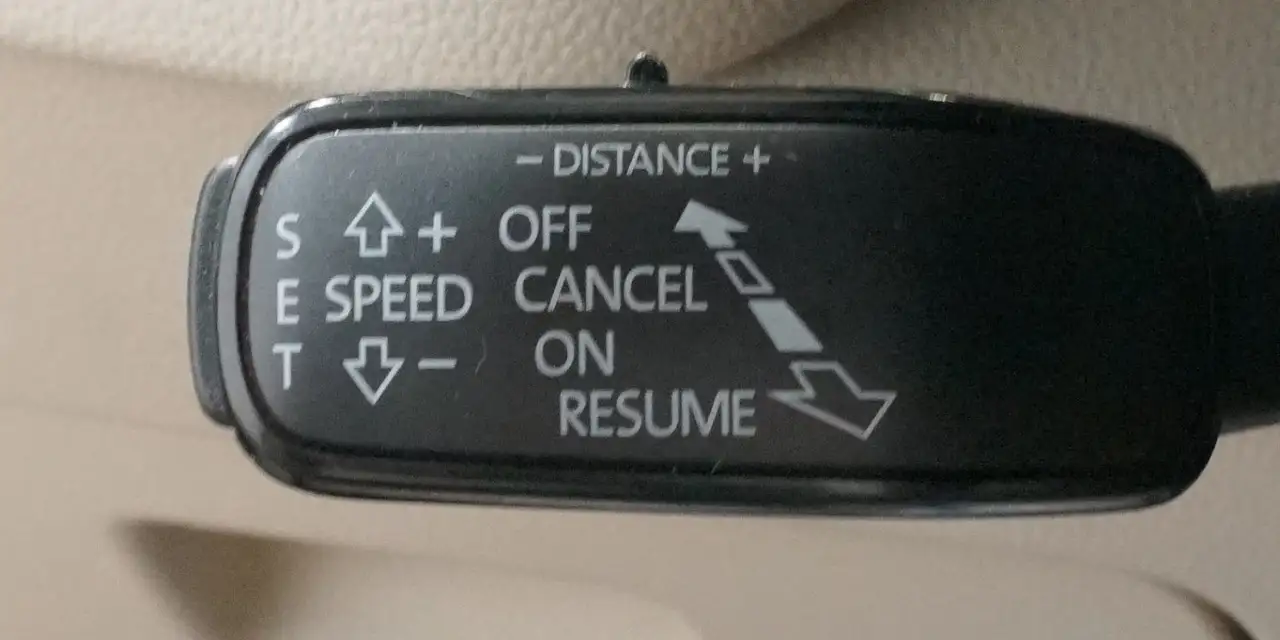 − DISTANCE +
S + OFF
E SPEED CANCEL
T − ON
RESUME